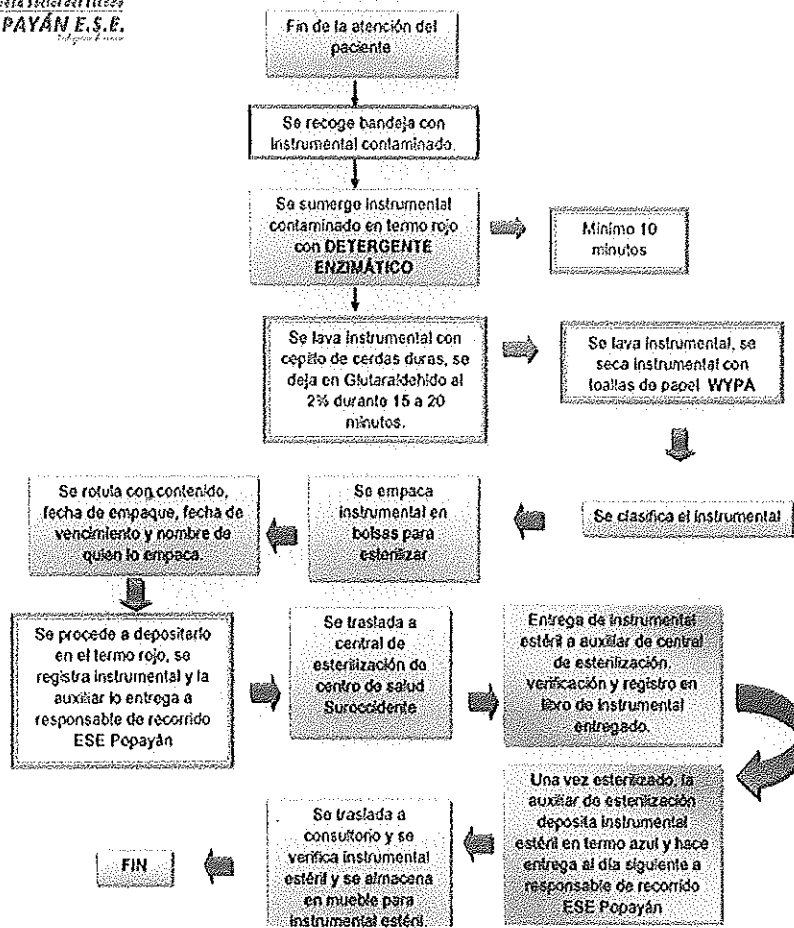 PAYÁN E.S.E.
Fin de la atención del
paciente
Se recoge bandeja con
instrumental contaminado.
Se sumerge instrumental
contaminado en termo rojo
con DETERGENTE
ENZIMÁTICO
Mínimo 10
minutos
Se lava instrumental con
cepillo de cerdas duras, se
deja en Glutaraldehido al
2% durante 15 a 20
minutos.
Se lava instrumental, se
seca instrumental con
toallas de papel WYPA
Se clasifica el instrumental
Se empaca
instrumental en
bolsas para
esterilizar
Se rotula con contenido,
fecha de empaque, fecha de
vencimiento y nombre de
quien lo empaca.
Se procede a depositarlo
en el termo rojo, se
registra instrumental y la
auxiliar lo entrega a
responsable de recorrido
ESE Popayán
Se traslada a
central de
esterilización de
centro de salud
Suroccidente
Entrega de instrumental
estéril a auxiliar de central
de esterilización,
verificación y registro en
libro de instrumental
entregado.
Una vez esterilizado, la
auxiliar de esterilización
deposita instrumental
estéril en termo azul y hace
entrega al día siguiente a
responsable de recorrido
ESE Popayán
Se traslada a
consultorio y se
verifica instrumental
estéril y se almacena
en mueble para
instrumental estéril.
FIN